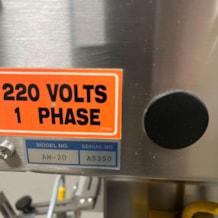 220 VOLTS
1 PHASE
MODEL NO. SERIAL NO.
AH-20 A5350